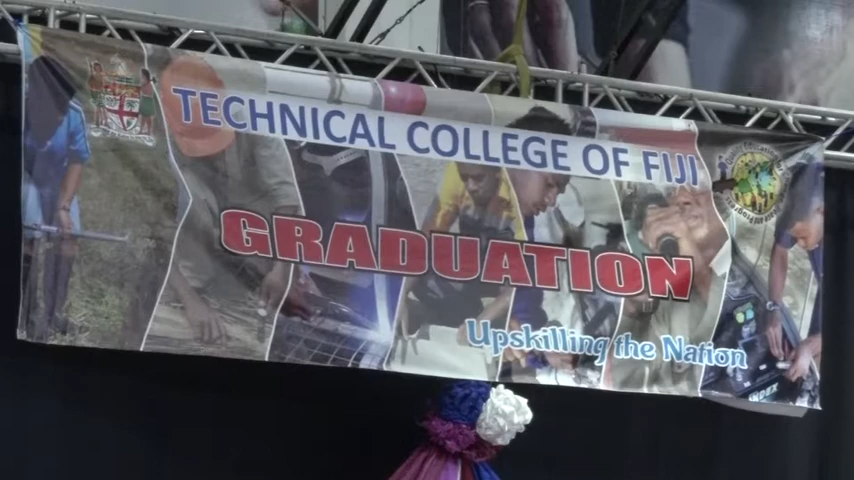 TECHNICAL COLLEGE OF FIJI
GRADUATION
Upskilling the Nation